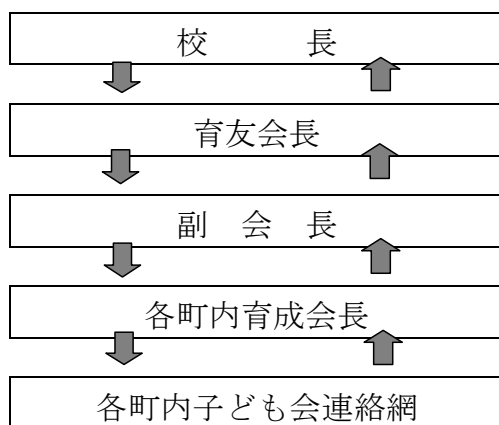 校　　長
育友会長
副　会　長
各町内育成会長
各町内子ども会連絡網